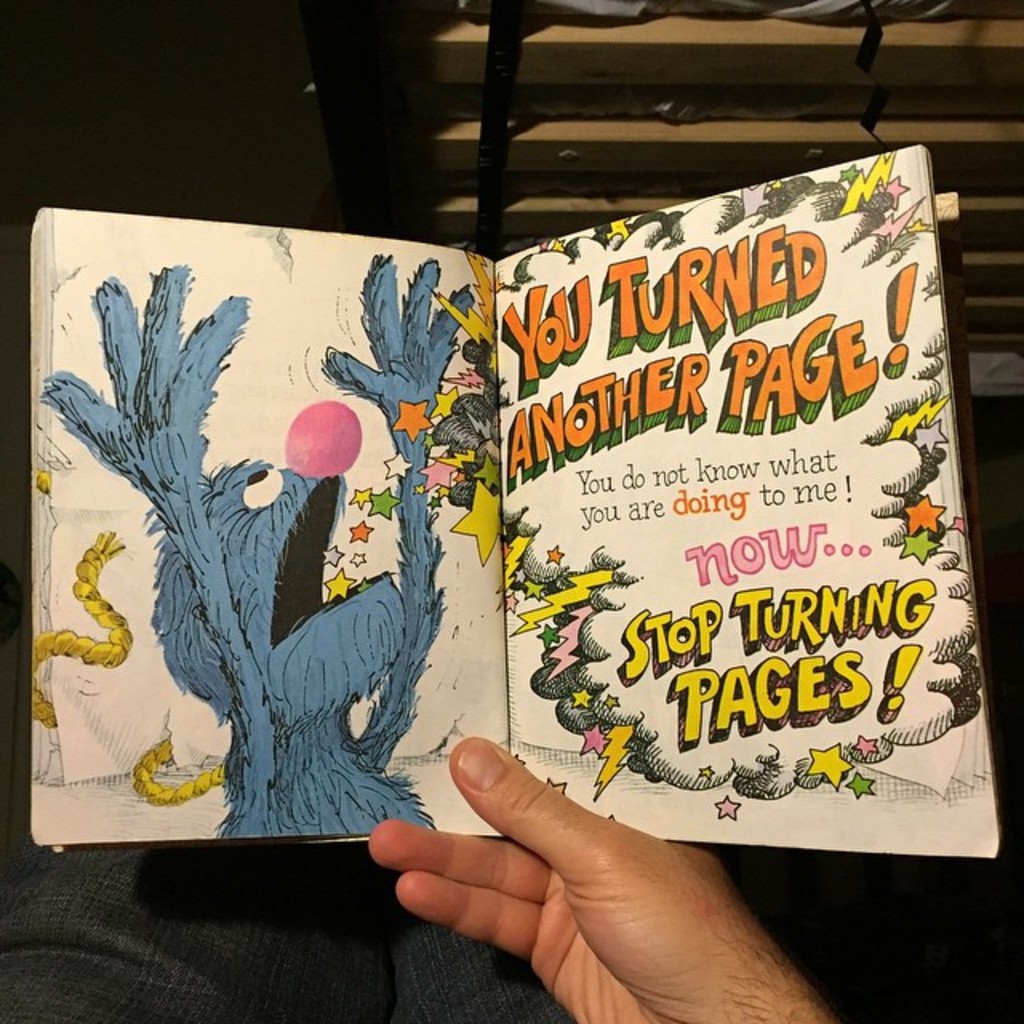 YOU TURNED
ANOTHER PAGE!
You do not know what
you are doing to me!
now...
STOP TURNING
PAGES!